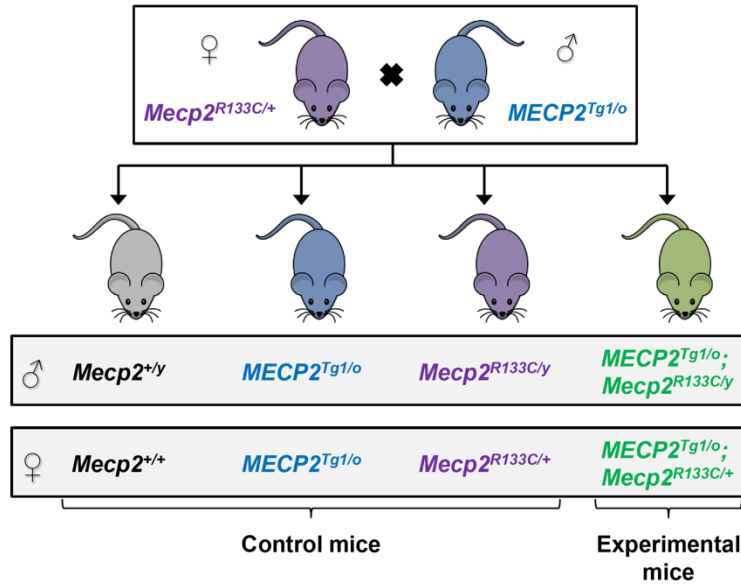 ♀ ♂
Mecp2R133C/+ MECP2Tg1/o
♂ Mecp2+/y MECP2Tg1/o Mecp2R133C/y MECP2Tg1/o;
Mecp2R133C/y
♀ Mecp2+/+ MECP2Tg1/o Mecp2R133C/+ MECP2Tg1/o;
Mecp2R133C/+
Control mice Experimental
mice